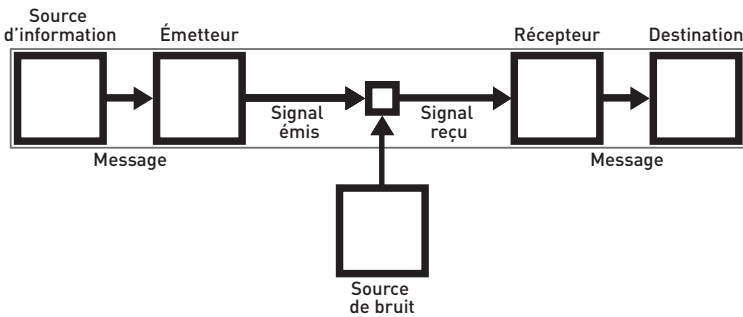 Source
d'information
Émetteur
Récepteur
Destination
Signal
émis
Signal
reçu
Message
Message
Source
de bruit